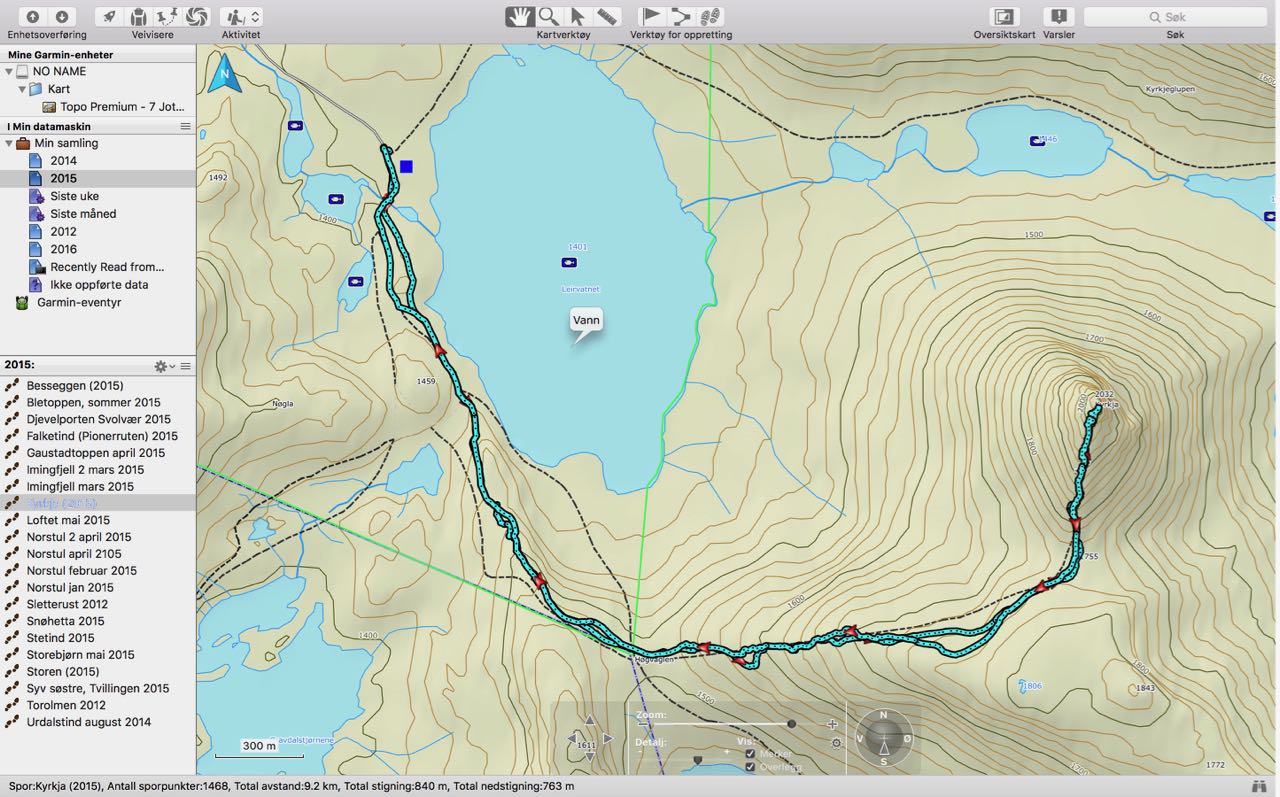 Enhetsoverføring
Veivisere
Aktivitet
Kartverktøy
Verktøy for oppretting
Oversiktskart
Varsler
Søk
Søk
Mine Garmin-enheter
NO NAME
Kart
Topo Premium - 7 Jot...
I Min datamaskin
Min samling
2014
2015
Siste uke
Siste måned
2012
2016
Recently Read from...
Ikke oppførte data
Garmin-eventyr
2015:
Besseggen (2015)
Bletoppen, sommer 2015
Djevelporten Svolvær 2015
Falketind (Pionerruten) 2015
Gaustadtoppen april 2015
Imingfjell 2 mars 2015
Imingfjell mars 2015
Kyrkja (2015)
Loftet mai 2015
Norstul 2 april 2015
Norstul april 2105
Norstul februar 2015
Norstul jan 2015
Sletterust 2012
Snøhetta 2015
Stetind 2015
Storebjørn mai 2015
Storen (2015)
Syv søstre, Tvillingen 2015
Torolmen 2012
Urdalstind august 2014
N
Kyrkjeglupen
1600
1446
1492
1400
1401
Leirvatnet
Vann
1500
1600
1700
1459
Nøgla
2032
Kyrkja
2000
1800
1755
1600
1400
Høgvaglen
1500
1800
1806
1843
1611
1200
1772
300 m
Zoom:
Detalj:
Vis:
Merker
Overlegg
N
V
Ø
S
Spor:Kyrkja (2015), Antall sporpunkter:1468, Total avstand:9.2 km, Total stigning:840 m, Total nedstigning:763 m